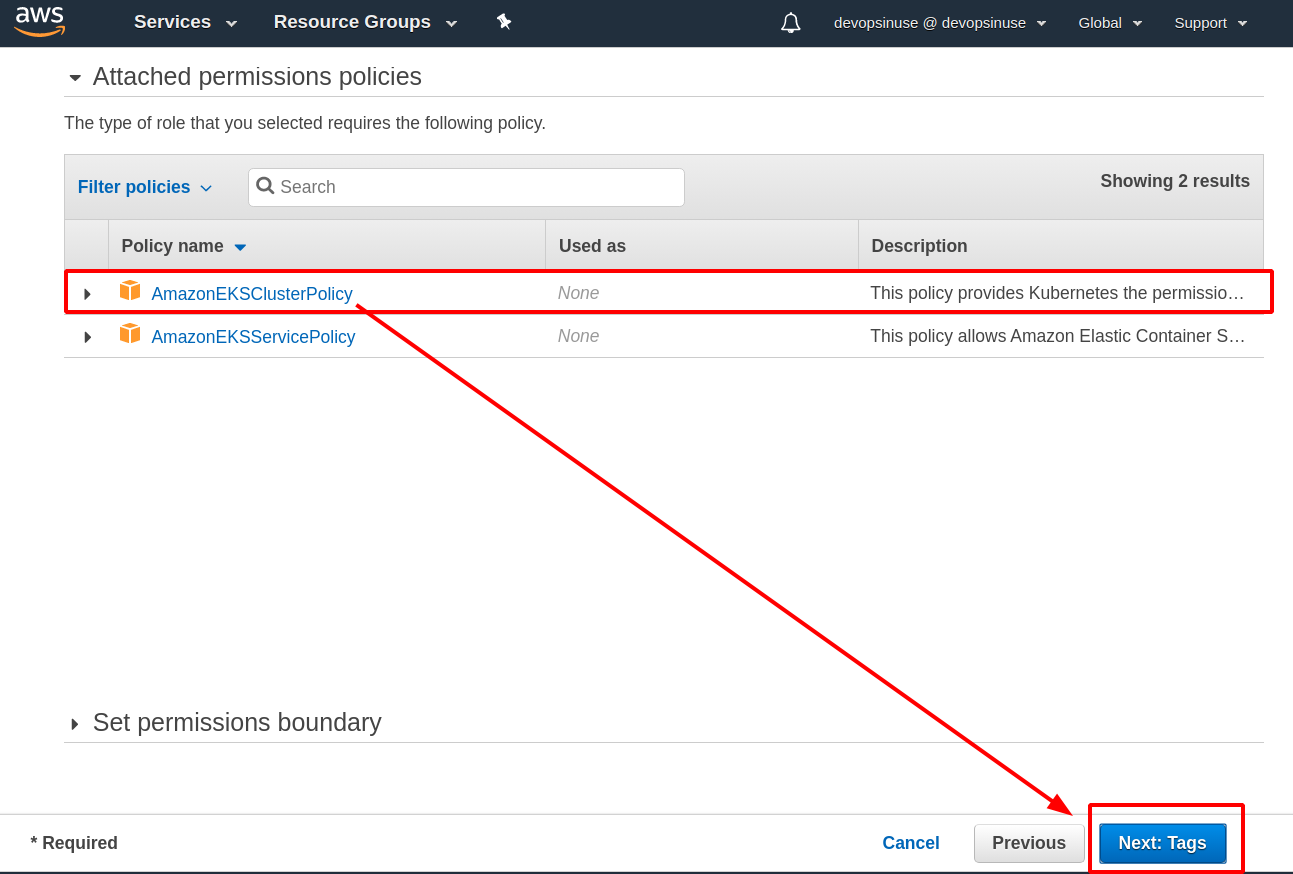 aws Services Resource Groups devopsinuse @ devopsinuse Global Support
Attached permissions policies
The type of role that you selected requires the following policy.
Filter policies Search Showing 2 results
Policy name Used as Description
AmazonEKSClusterPolicy None This policy provides Kubernetes the permissio…
AmazonEKSServicePolicy None This policy allows Amazon Elastic Container S…
Set permissions boundary
* Required Cancel Previous Next: Tags